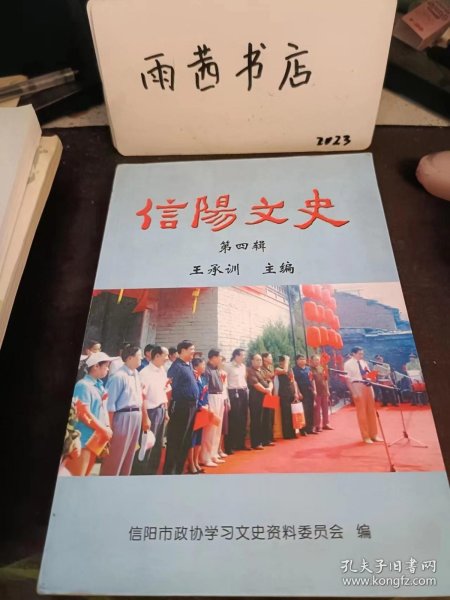 雨茜书店
2023
信陽文史
第四辑
王承训 主编
信阳市政协学习文史资料委员会 编
孔夫子旧书网
www.kongfz.com